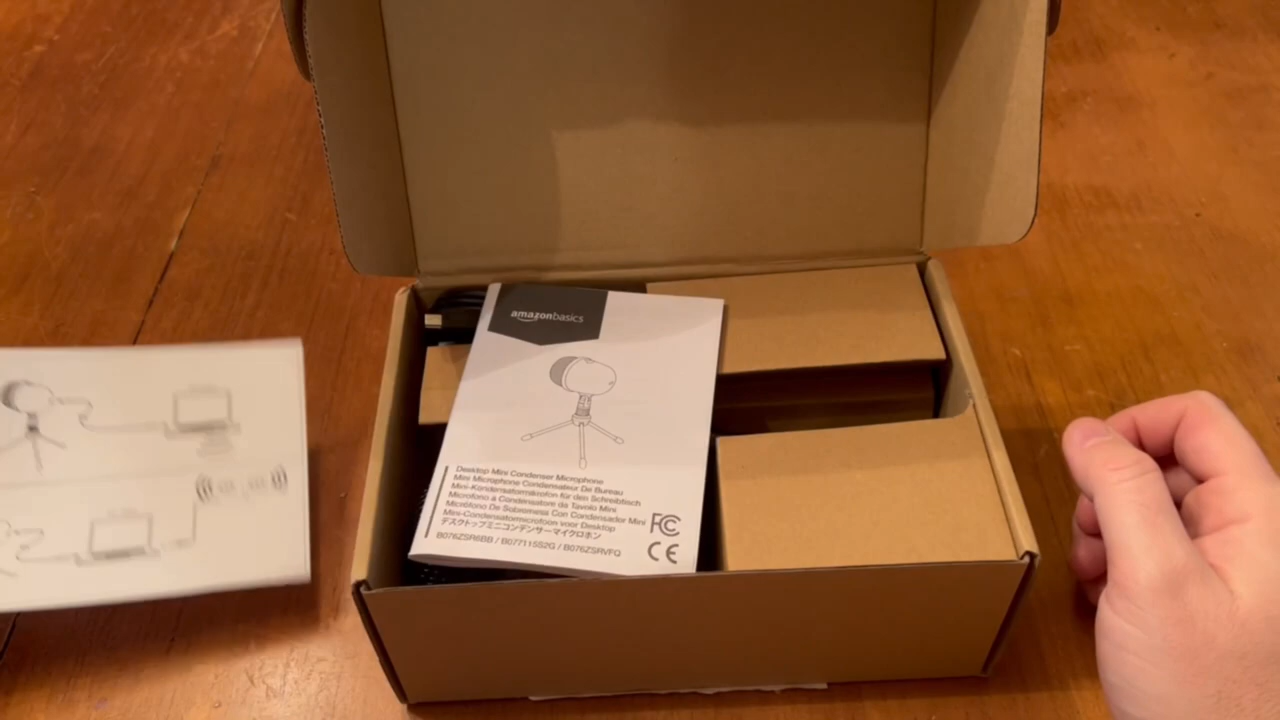 amazonbasics
Desktop Mini Condenser Microphone
Mini Microphone Condensateur De Bureau
Mini-Kondensatormikrofon für den Schreibtisch
Microfono a Condensatore da Tavolo Mini
Micrófono De Sobremesa Con Condensador Mini
Mini-Condensatormicrofoon voor Desktop
デスクトップミニコンデンサーマイクロホン
B076ZSR6BB / B07711SS2G / B076ZSRVFQ
FC
CE